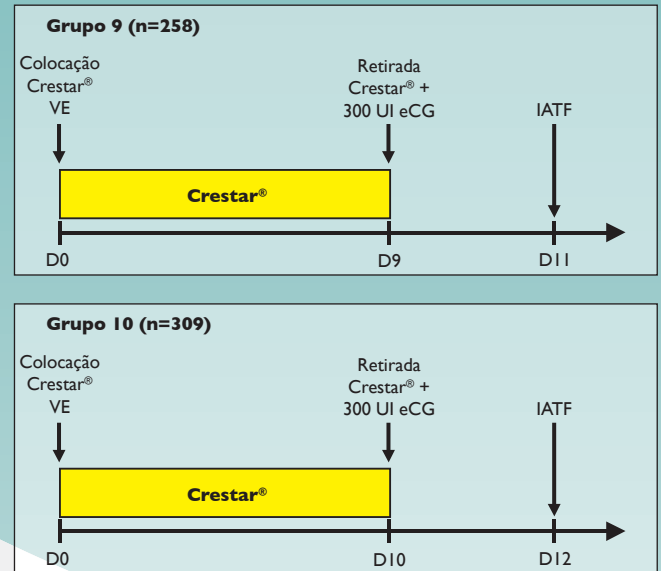 Grupo 9 (n=258)
Colocação
Crestar®
VE
Retirada
Crestar® +
300 UI eCG
IATF
Crestar®
D0
D9
D11
Grupo 10 (n=309)
Colocação
Crestar®
VE
Retirada
Crestar® +
300 UI eCG
IATF
Crestar®
D0
D10
D12